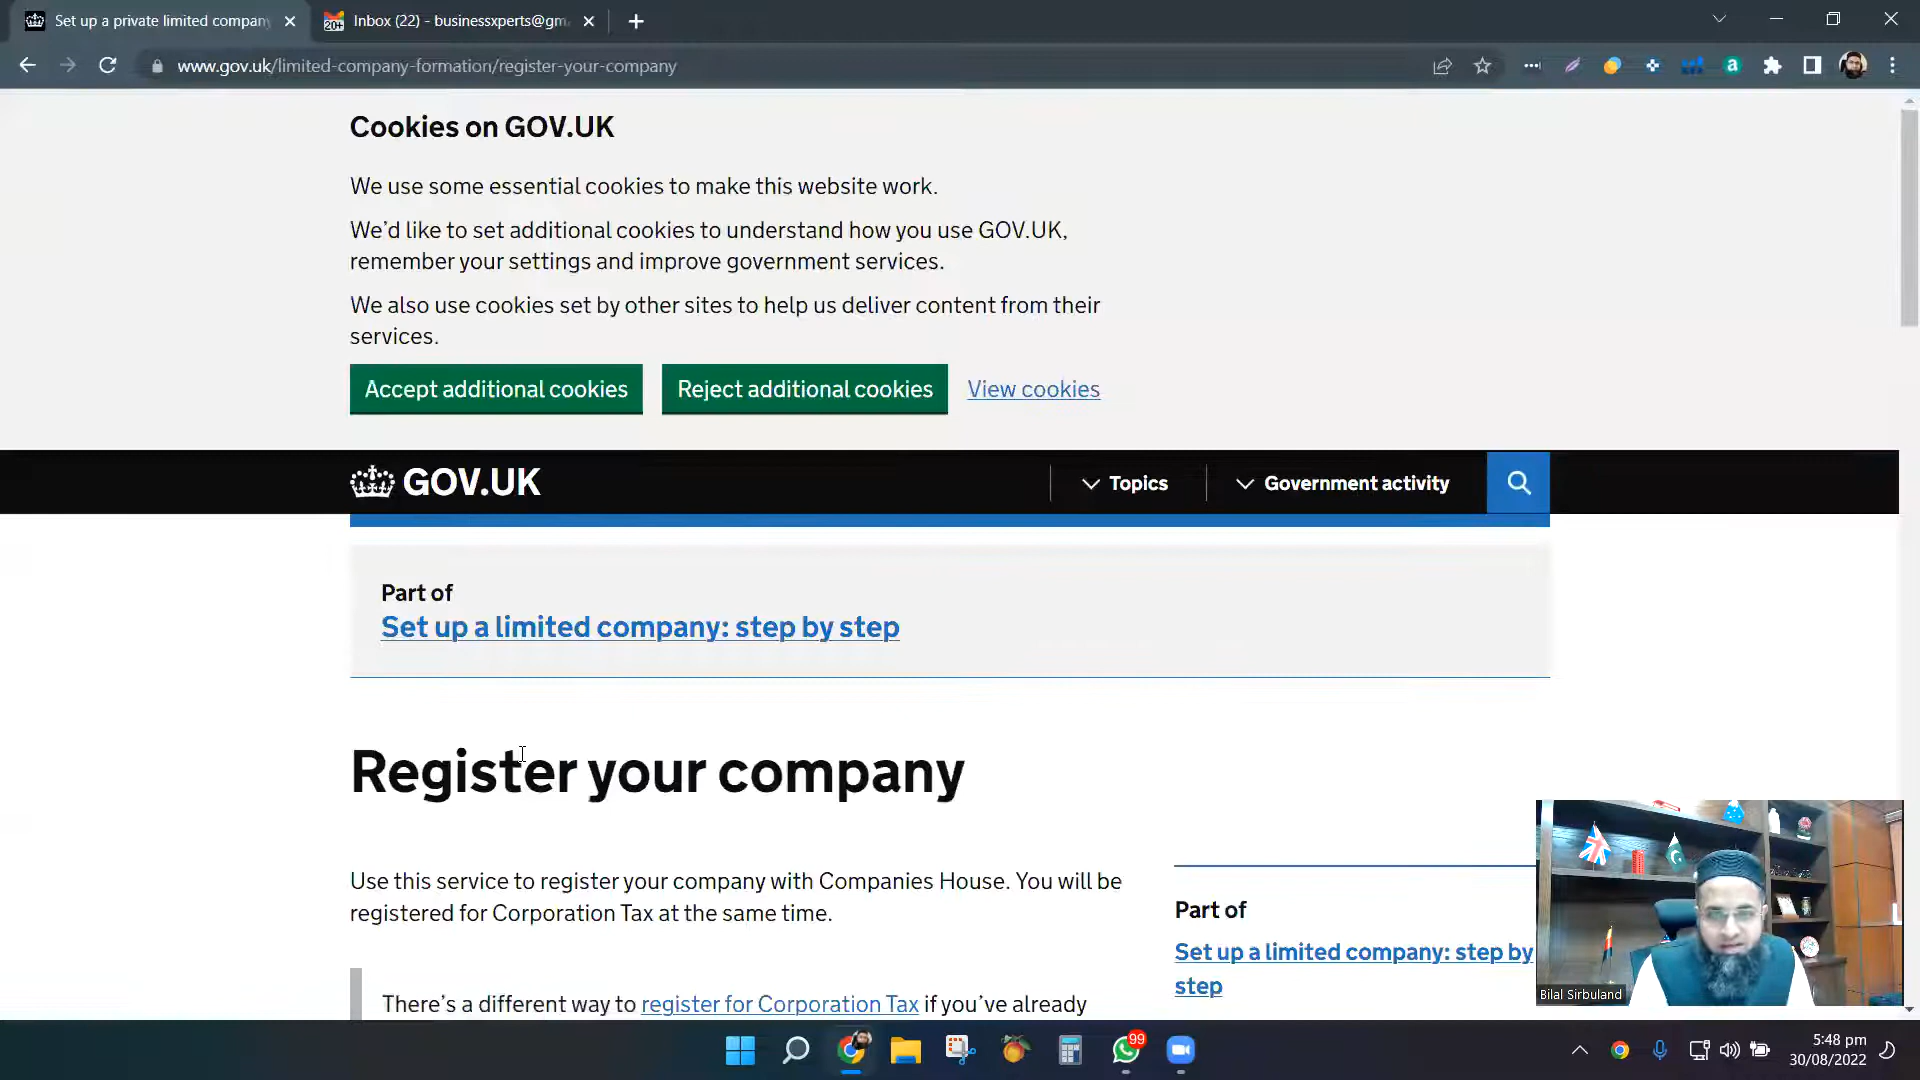 Set up a private limited company
Inbox (22) - businessxperts@gm
www.gov.uk/limited-company-formation/register-your-company
Cookies on GOV.UK
We use some essential cookies to make this website work.
We'd like to set additional cookies to understand how you use GOV.UK,
remember your settings and improve government services.
We also use cookies set by other sites to help us deliver content from their
services.
Accept additional cookies
Reject additional cookies
View cookies
GOV.UK
Topics
Government activity
Part of
Set up a limited company: step by step
Register your company
Use this service to register your company with Companies House. You will be
registered for Corporation Tax at the same time.
There's a different way to register for Corporation Tax if you've already
Part of
Set up a limited company: step by
step
Bilal Sirbuland
99
5:48 pm
30/08/2022